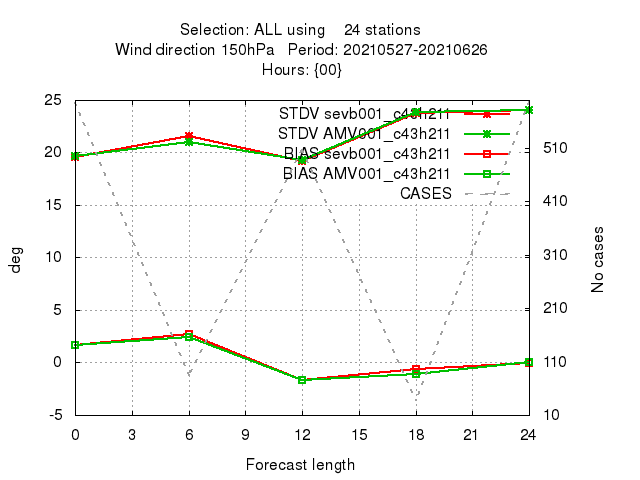 Selection: ALL using 24 stations
Wind direction 150hPa Period: 20210527-20210626
Hours: {00}
STDV sevb001_c43h211
STDV AMV001_c43h211
BIAS sevb001_c43h211
BIAS AMV001_c43h211
CASES
25
20
15
10
5
0
-5
deg
510
410
310
210
110
10
No cases
0 3 6 9 12 15 18 21 24
Forecast length